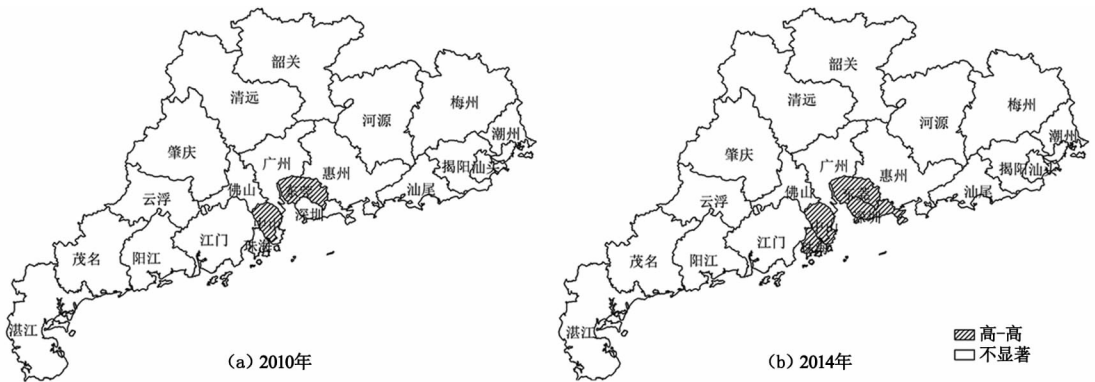 韶关
清远
梅州
河源
潮州
肇庆
广州
揭阳
汕头
惠州
佛山
云浮
汕尾
深圳
江门
珠海
茂名
阳江
湛江
(a) 2010年
韶关
清远
梅州
河源
潮州
肇庆
广州
揭阳
汕头
惠州
佛山
云浮
汕尾
深圳
江门
茂名
阳江
湛江
高-高
不显著
(b) 2014年